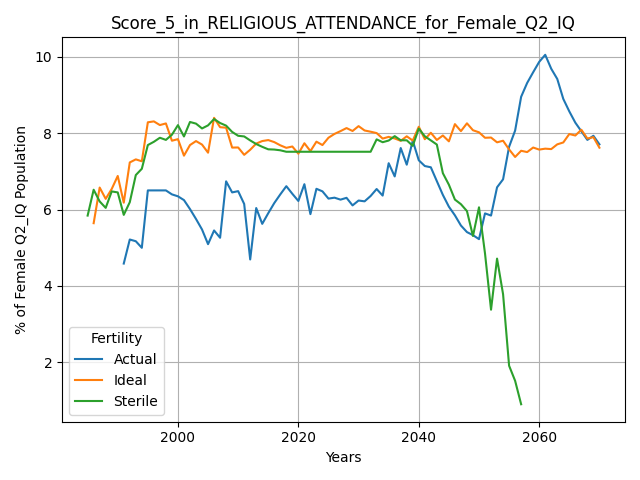 Score_5_in_RELIGIOUS_ATTENDANCE_for_Female_Q2_IQ
% of Female Q2_IQ Population
10
8
6
4
2
Fertility
Actual
Ideal
Sterile
2000 2020 2040 2060
Years